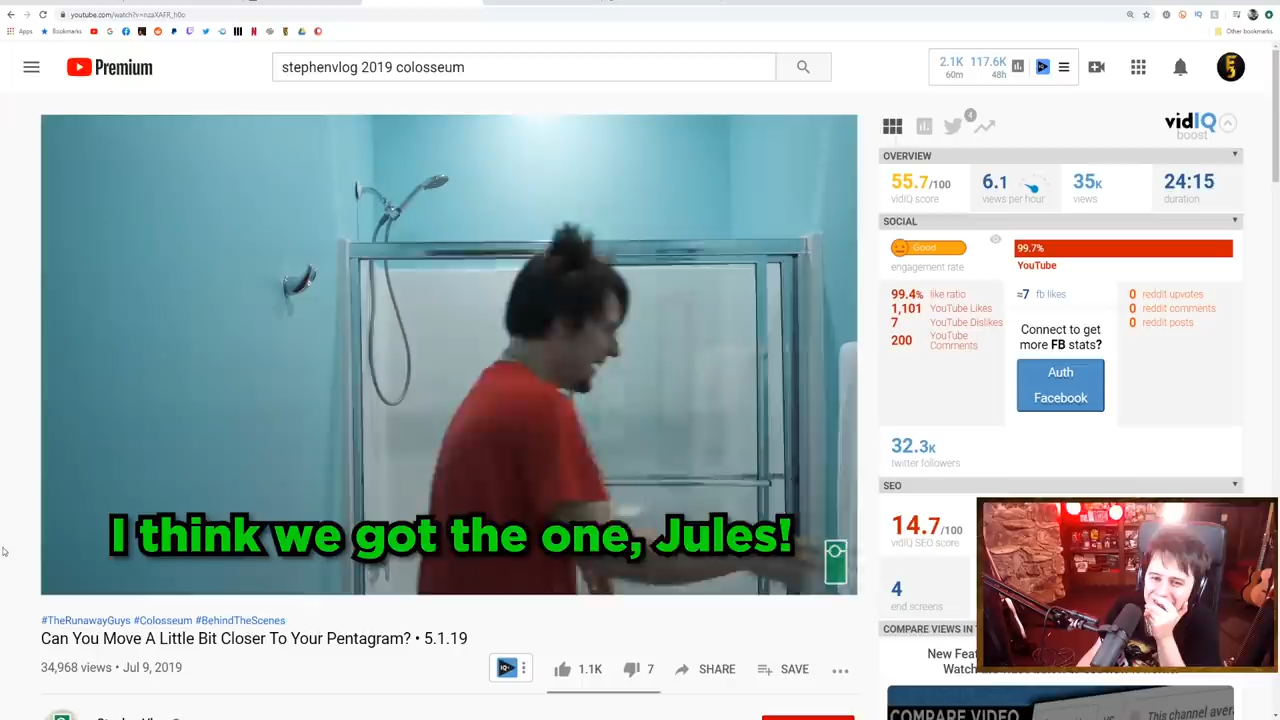 youtube.com/watch?v=nzaXAFR_h0o
Apps
Bookmarks
Other bookmarks
Premium
stephenvlog 2019 colosseum
2.1K 117.6K
60m 48h
4
vidIQ
boost
OVERVIEW
55.7/100
vidIQ score
6.1
views per hour
35K
views
24:15
duration
SOCIAL
Good
engagement rate
99.7%
YouTube
99.4% like ratio
1,101 YouTube Likes
7 YouTube Dislikes
200 YouTube Comments
≈7 fb likes
Connect to get
more FB stats?
Auth
Facebook
0 reddit upvotes
0 reddit comments
0 reddit posts
32.3K
twitter followers
SEO
14.7/100
vidIQ SEO score
4
end screens
COMPARE VIEWS IN
New Feat
Watch
COMPARE VIDEO
This channel aver
I think we got the one, Jules!
#TheRunawayGuys #Colosseum #BehindTheScenes
Can You Move A Little Bit Closer To Your Pentagram? • 5.1.19
34,968 views • Jul 9, 2019
IQ
1.1K
7
SHARE
SAVE